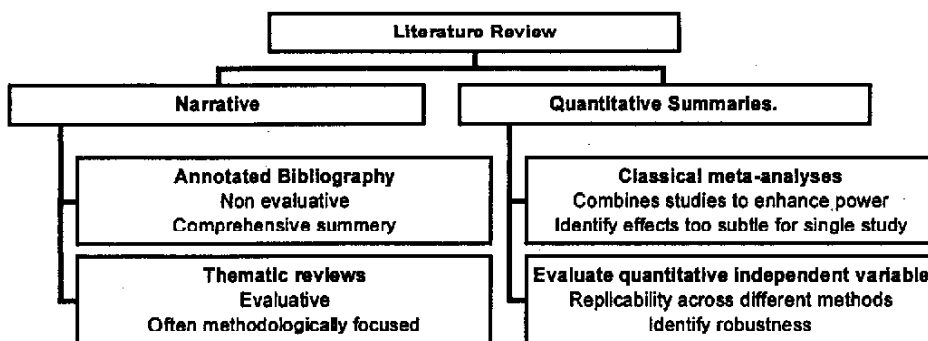 Literature Review
Narrative
Quantitative Summaries.
Annotated Bibliography
Non evaluative
Comprehensive summery
Classical meta-analyses
Combines studies to enhance power
Identify effects too subtle for single study
Thematic reviews
Evaluative
Often methodologically focused
Evaluate quantitative independent variable
Replicability across different methods
Identify robustness